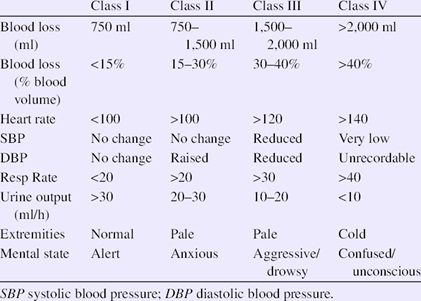 Class I Class II Class III Class IV
Blood loss 750 ml 750– 1,500– >2,000 ml
(ml) 1,500 ml 2,000 ml
Blood loss <15% 15–30% 30–40% >40%
(% blood
volume)
Heart rate <100 >100 >120 >140
SBP No change No change Reduced Very low
DBP No change Raised Reduced Unrecordable
Resp Rate <20 >20 >30 >40
Urine output >30 20–30 10–20 <10
(ml/h)
Extremities Normal Pale Pale Cold
Mental state Alert Anxious Aggressive/ Confused/
drowsy unconscious
SBP systolic blood pressure; DBP diastolic blood pressure.